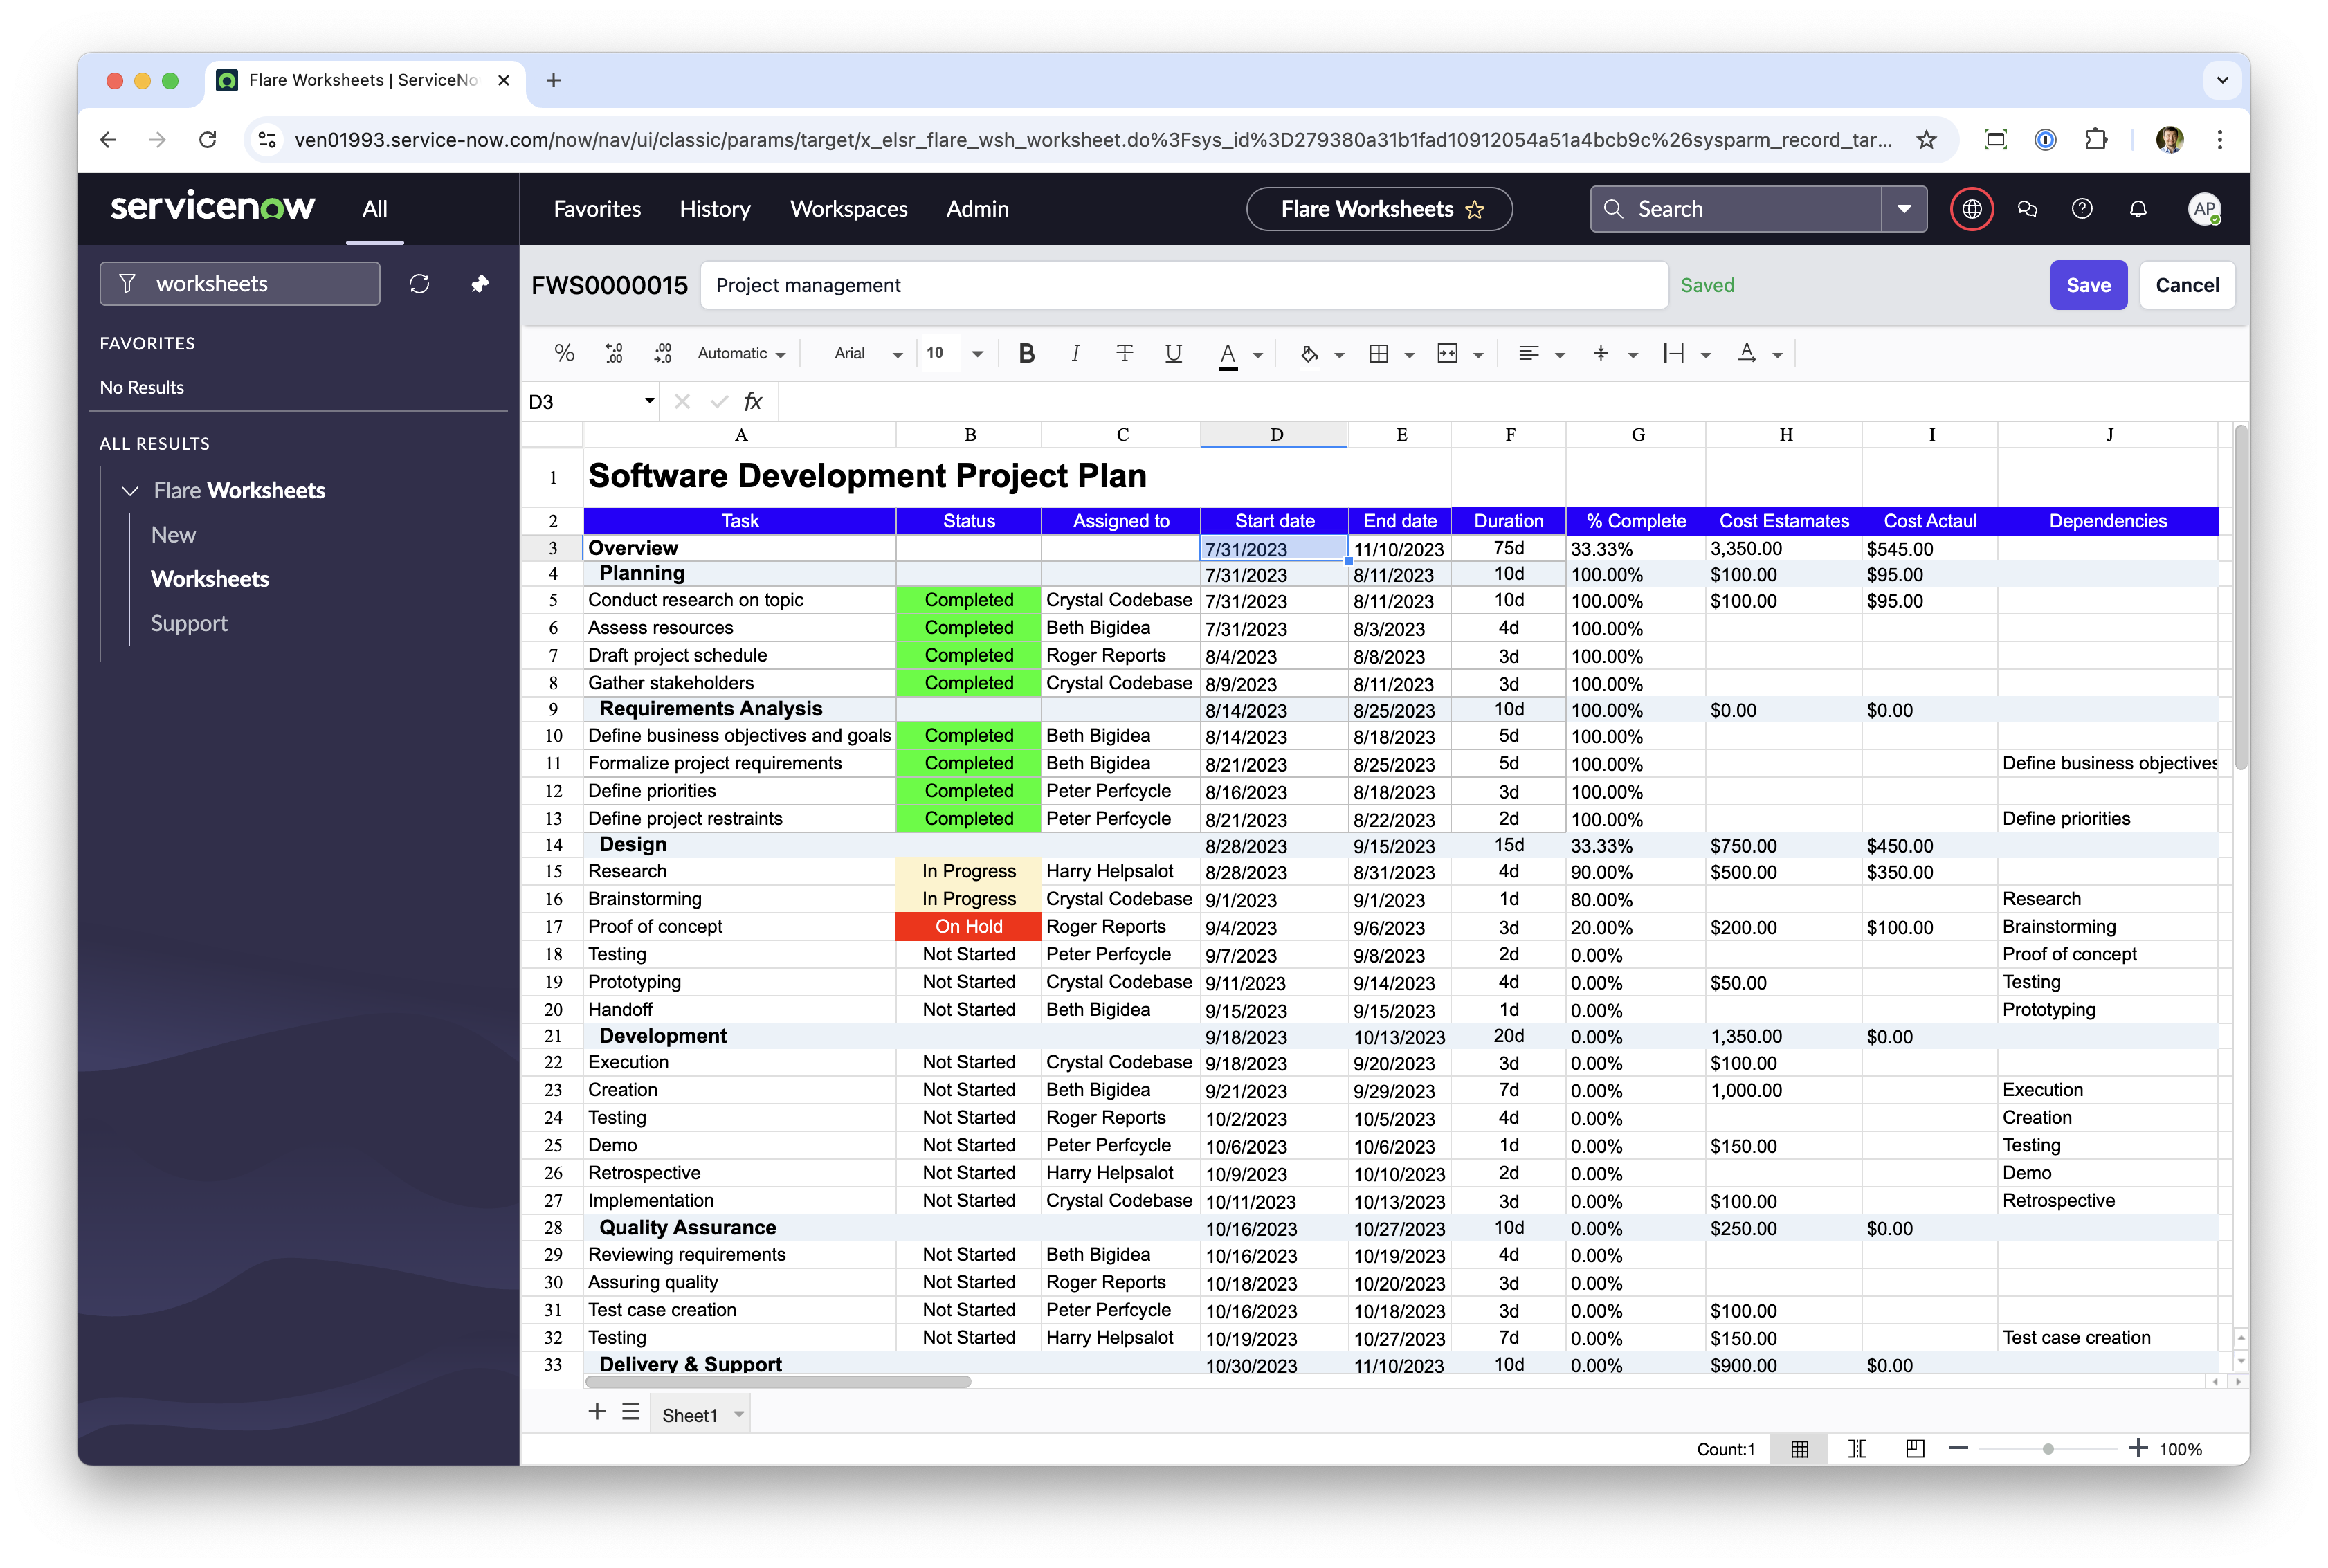 Flare Worksheets | ServiceNo
ven01993.service-now.com/now/nav/ui/classic/params/target/x_elsr_flare_wsh_worksheet.do%3Fsys_id%3D279380a31b1fad10912054a51a4bcb9c%26sysparm_record_tar...
servicenow All Favorites History Workspaces Admin Flare Worksheets Search AP
worksheets
FAVORITES
No Results
ALL RESULTS
Flare Worksheets
New
Worksheets
Support
FWS0000015 Project management Saved Save Cancel
% .0 .00 .00 .0 Automatic Arial 10 B I T U A A
D3 fx
A B C D E F G H I J
1 Software Development Project Plan
2 Task Status Assigned to Start date End date Duration % Complete Cost Estamates Cost Actaul Dependencies
3 Overview 7/31/2023 11/10/2023 75d 33.33% 3,350.00 $545.00
4 Planning 7/31/2023 8/11/2023 10d 100.00% $100.00 $95.00
5 Conduct research on topic Completed Crystal Codebase 7/31/2023 8/11/2023 10d 100.00% $100.00 $95.00
6 Assess resources Completed Beth Bigidea 7/31/2023 8/3/2023 4d 100.00%
7 Draft project schedule Completed Roger Reports 8/4/2023 8/8/2023 3d 100.00%
8 Gather stakeholders Completed Crystal Codebase 8/9/2023 8/11/2023 3d 100.00%
9 Requirements Analysis 8/14/2023 8/25/2023 10d 100.00% $0.00 $0.00
10 Define business objectives and goals Completed Beth Bigidea 8/14/2023 8/18/2023 5d 100.00%
11 Formalize project requirements Completed Beth Bigidea 8/21/2023 8/25/2023 5d 100.00% Define business objectives
12 Define priorities Completed Peter Perfcycle 8/16/2023 8/18/2023 3d 100.00%
13 Define project restraints Completed Peter Perfcycle 8/21/2023 8/22/2023 2d 100.00% Define priorities
14 Design 8/28/2023 9/15/2023 15d 33.33% $750.00 $450.00
15 Research In Progress Harry Helpsalot 8/28/2023 8/31/2023 4d 90.00% $500.00 $350.00
16 Brainstorming In Progress Crystal Codebase 9/1/2023 9/1/2023 1d 80.00% Research
17 Proof of concept On Hold Roger Reports 9/4/2023 9/6/2023 3d 20.00% $200.00 $100.00 Brainstorming
18 Testing Not Started Peter Perfcycle 9/7/2023 9/8/2023 2d 0.00% Proof of concept
19 Prototyping Not Started Crystal Codebase 9/11/2023 9/14/2023 4d 0.00% $50.00 Testing
20 Handoff Not Started Beth Bigidea 9/15/2023 9/15/2023 1d 0.00% Prototyping
21 Development 9/18/2023 10/13/2023 20d 0.00% 1,350.00 $0.00
22 Execution Not Started Crystal Codebase 9/18/2023 9/20/2023 3d 0.00% $100.00
23 Creation Not Started Beth Bigidea 9/21/2023 9/29/2023 7d 0.00% 1,000.00 Execution
24 Testing Not Started Roger Reports 10/2/2023 10/5/2023 4d 0.00% Creation
25 Demo Not Started Peter Perfcycle 10/6/2023 10/6/2023 1d 0.00% $150.00 Testing
26 Retrospective Not Started Harry Helpsalot 10/9/2023 10/10/2023 2d 0.00% Demo
27 Implementation Not Started Crystal Codebase 10/11/2023 10/13/2023 3d 0.00% $100.00 Retrospective
28 Quality Assurance 10/16/2023 10/27/2023 10d 0.00% $250.00 $0.00
29 Reviewing requirements Not Started Beth Bigidea 10/16/2023 10/19/2023 4d 0.00%
30 Assuring quality Not Started Roger Reports 10/18/2023 10/20/2023 3d 0.00%
31 Test case creation Not Started Peter Perfcycle 10/16/2023 10/18/2023 3d 0.00% $100.00
32 Testing Not Started Harry Helpsalot 10/19/2023 10/27/2023 7d 0.00% $150.00 Test case creation
33 Delivery & Support 10/30/2023 11/10/2023 10d 0.00% $900.00 $0.00
Sheet1
Count:1 100%